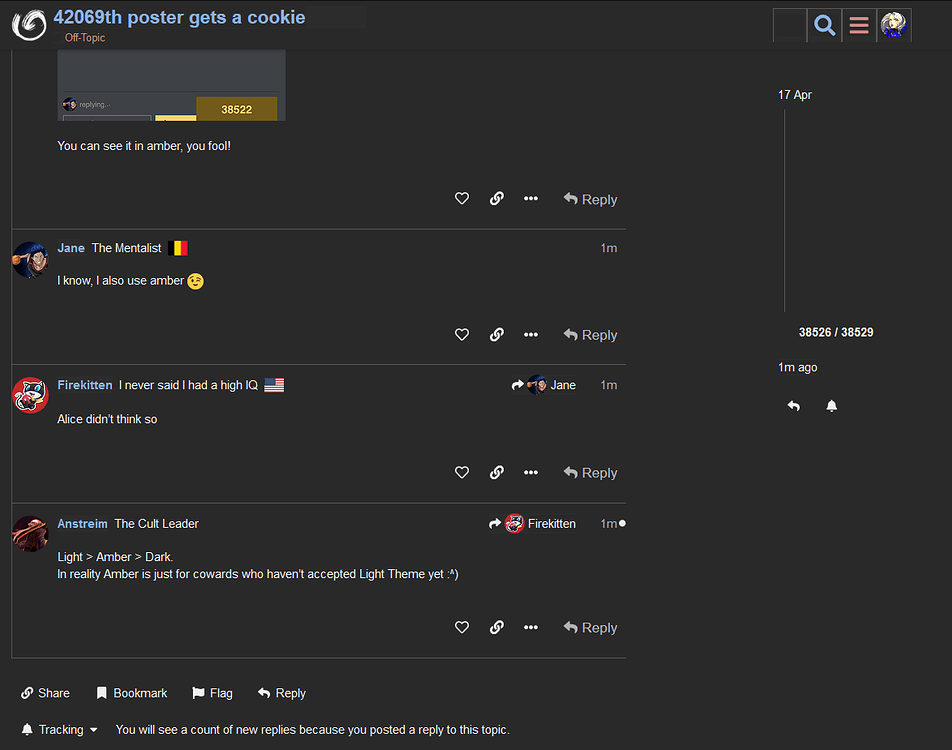 42069th poster gets a cookie
Off-Topic
replying...
38522
17 Apr
You can see it in amber, you fool!
Reply
Jane The Mentalist 1m
I know, I also use amber
Reply
38526 / 38529
1m ago
Firekitten I never said I had a high IQ Jane 1m
Alice didn't think so
Reply
Anstreim The Cult Leader Firekitten 1m
Light > Amber > Dark.
In reality Amber is just for cowards who haven't accepted Light Theme yet :^)
Reply
Share Bookmark Flag Reply
Tracking You will see a count of new replies because you posted a reply to this topic.